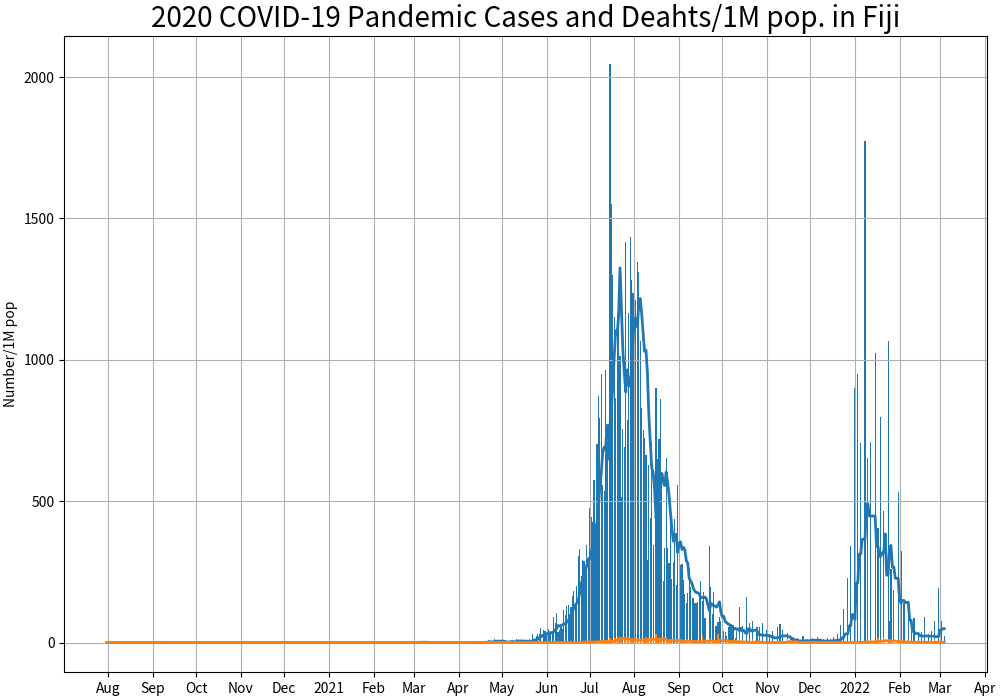 2020 COVID-19 Pandemic Cases and Deahts/1M pop. in Fiji
2000
1500
1000
500
0
Number/1M pop
Aug Sep Oct Nov Dec 2021 Feb Mar Apr May Jun Jul Aug Sep Oct Nov Dec 2022 Feb Mar Apr